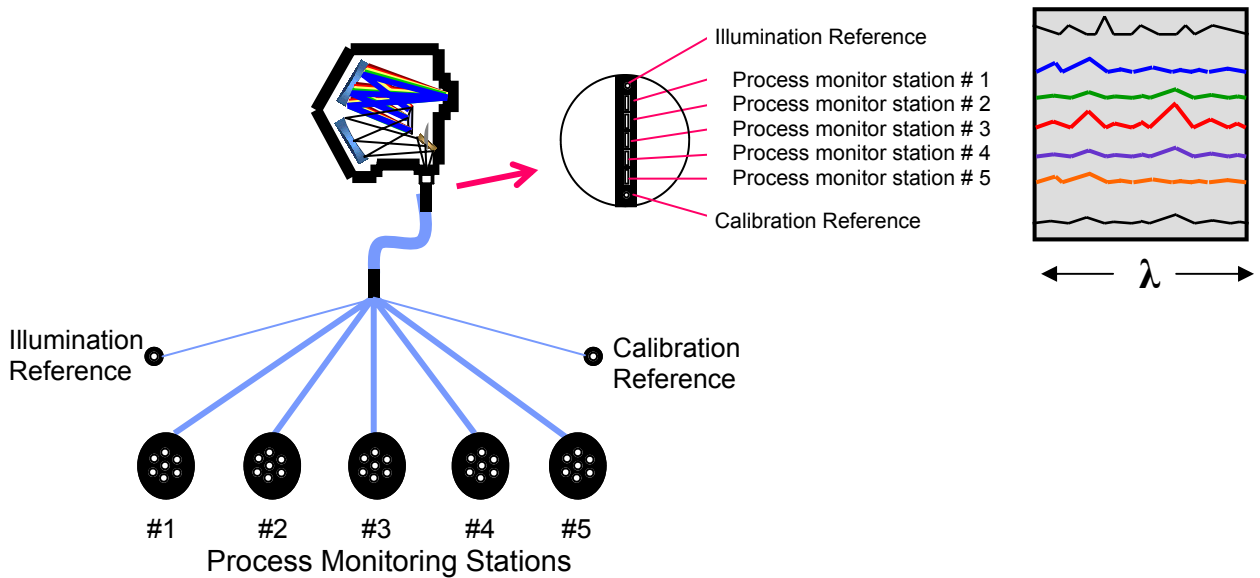 Illumination Reference
Process monitor station # 1
Process monitor station # 2
Process monitor station # 3
Process monitor station # 4
Process monitor station # 5
Calibration Reference
λ
Illumination
Reference
Calibration
Reference
#1 #2 #3 #4 #5
Process Monitoring Stations